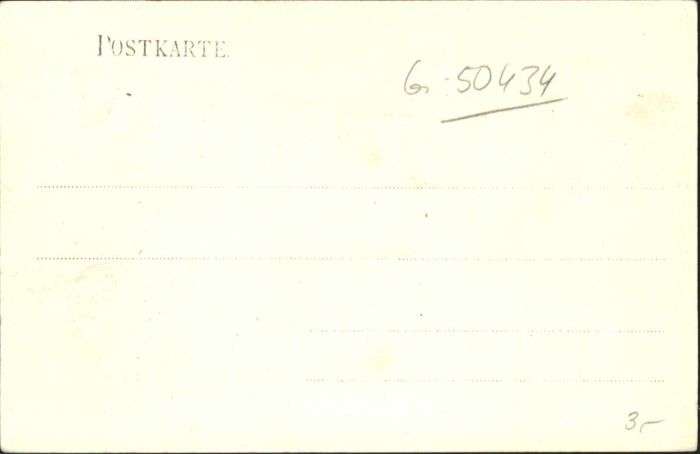 POSTKARTE.
G. 50434
3,-